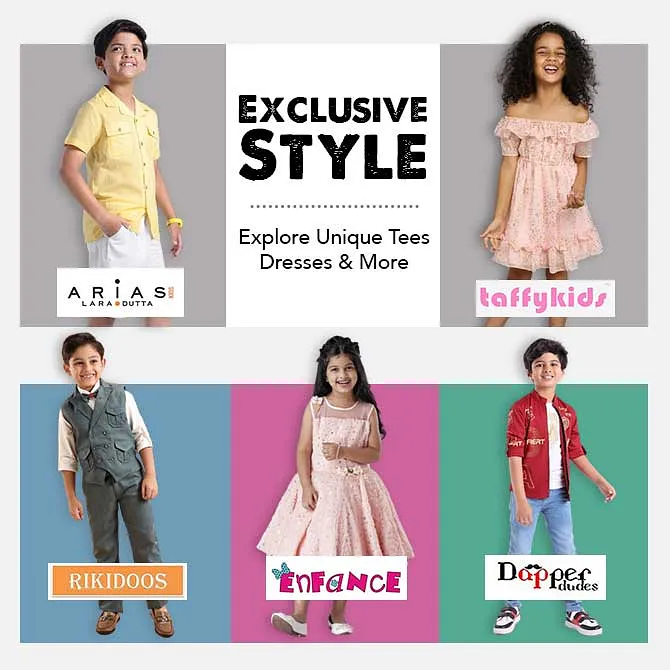 EXCLUSIVE
STYLE
Explore Unique Tees
Dresses & More
ARiAS KIDS
LARA DUTTA
taffykids
RIKIDOOS
ENFANCE
Dapper
dudes